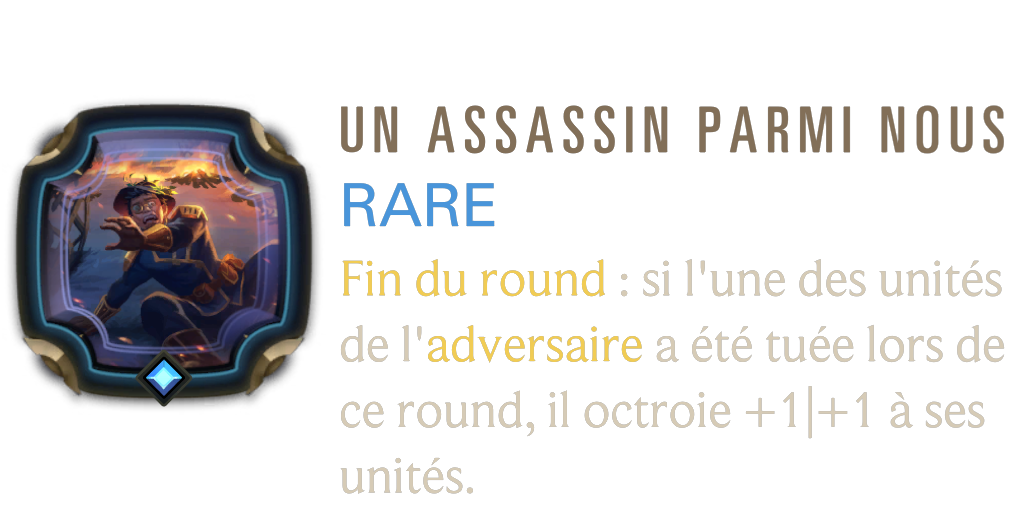 UN ASSASSIN PARMI NOUS
RARE
Fin du round : si l'une des unités
de l'adversaire a été tuée lors de
ce round, il octroie +1|+1 à ses
unités.